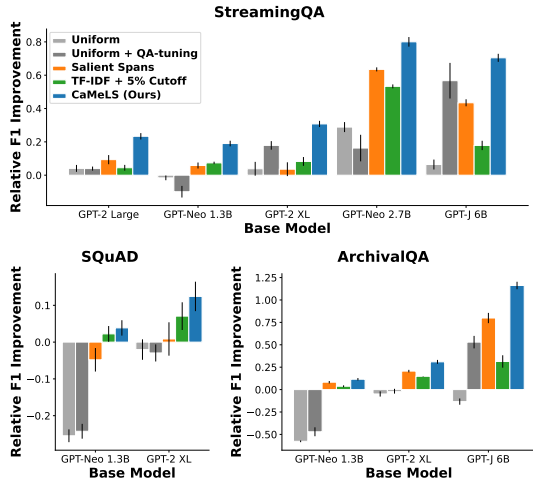 StreamingQA
Relative F1 Improvement
0.8
0.6
0.4
0.2
0.0
Uniform
Uniform + QA-tuning
Salient Spans
TF-IDF + 5% Cutoff
CaMeLS (Ours)
GPT-2 Large
GPT-Neo 1.3B
GPT-2 XL
GPT-Neo 2.7B
GPT-J 6B
Base Model
SQuAD
Relative F1 Improvement
0.1
0.0
−0.1
−0.2
GPT-Neo 1.3B
GPT-2 XL
Base Model
ArchivalQA
Relative F1 Improvement
1.25
1.00
0.75
0.50
0.25
0.00
−0.25
−0.50
GPT-Neo 1.3B
GPT-2 XL
GPT-J 6B
Base Model